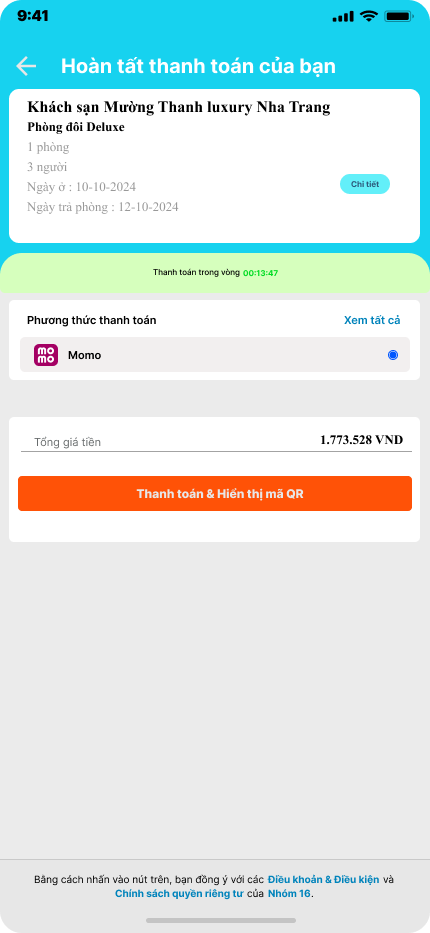 9:41
Hoàn tất thanh toán của bạn
Khách sạn Mường Thanh luxury Nha Trang
Phòng đôi Deluxe
1 phòng
3 người
Ngày ở : 10-10-2024
Chi tiết
Ngày trả phòng : 12-10-2024
Thanh toán trong vòng 00:13:47
Phương thức thanh toán Xem tất cả
momo Momo
Tổng giá tiền 1.773.528 VND
Thanh toán & Hiển thị mã QR
Bằng cách nhấn vào nút trên, bạn đồng ý với các Điều khoản & Điều kiện và
Chính sách quyền riêng tư của Nhóm 16.